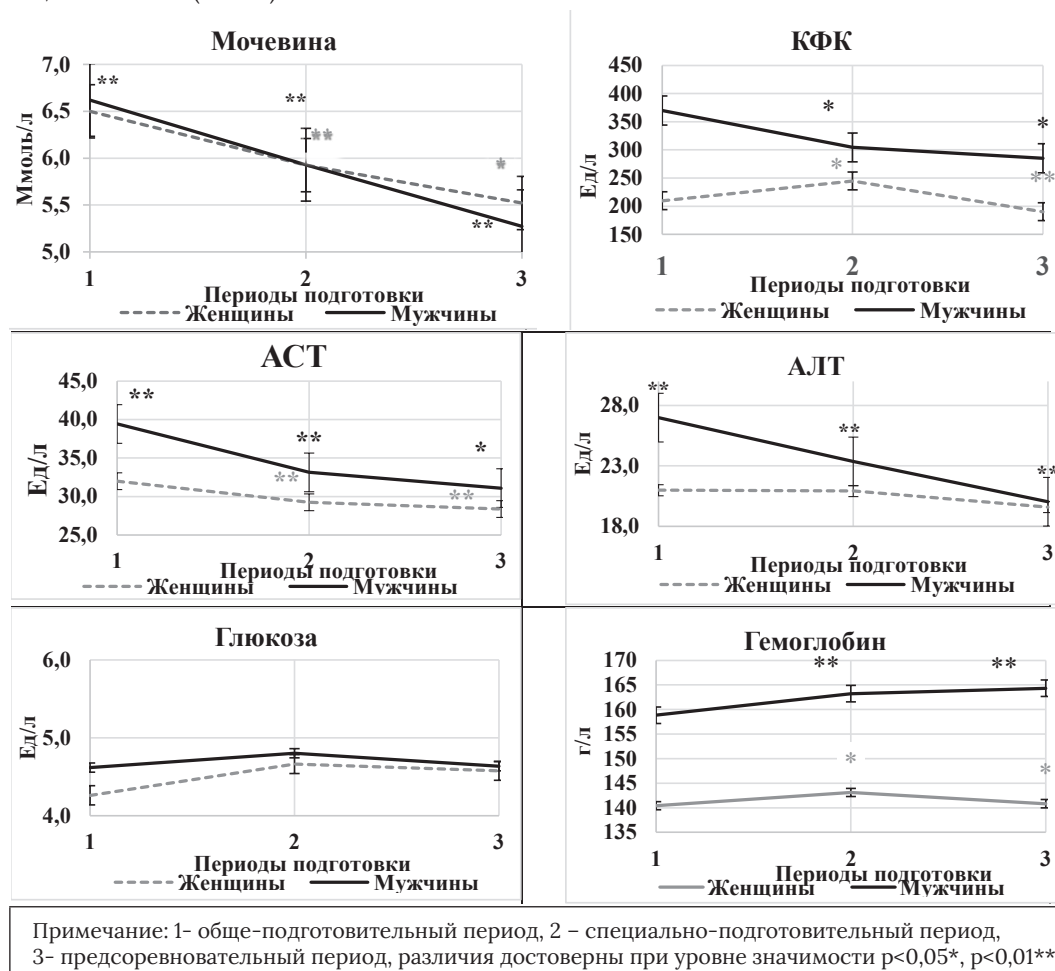 Мочевина
Ммоль/л
7,0
6,5
6,0
5,5
5,0
**
**
**
*
**
1 2 3
Периоды подготовки
Женщины Мужчины
КФК
Ед/л
450
400
350
300
250
200
150
*
*
*
**
1 2 3
Периоды подготовки
Женщины Мужчины
АСТ
Ед/л
45,0
40,0
35,0
30,0
25,0
**
**
*
**
**
1 2 3
Периоды подготовки
Женщины Мужчины
АЛТ
Ед/л
28,0
23,0
18,0
**
**
**
1 2 3
Периоды подготовки
Женщины Мужчины
Глюкоза
Ед/л
6,0
5,0
4,0
1 2 3
Периоды подготовки
Женщины Мужчины
Гемоглобин
г/л
170
165
160
155
150
145
140
135
**
**
*
*
1 2 3
Периоды подготовки
Женщины Мужчины
Примечание: 1- обще-подготовительный период, 2 – специально-подготовительный период,
3- предсоревновательный период, различия достоверны при уровне значимости p<0,05*, p<0,01**